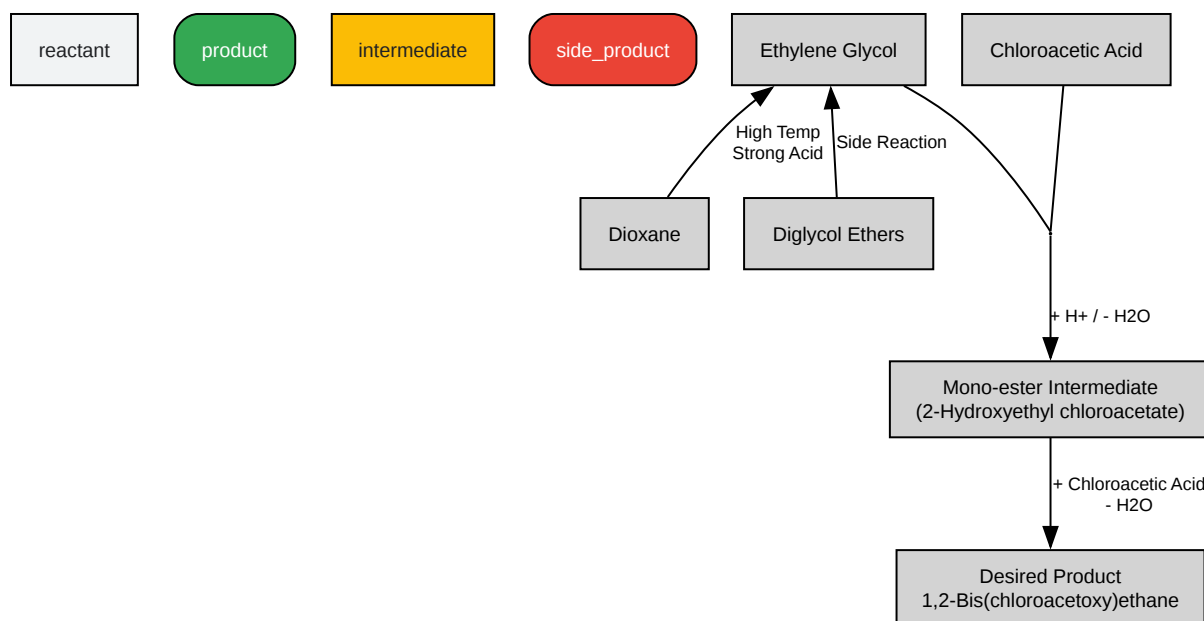 reactant
product
intermediate
side_product
Ethylene Glycol
Chloroacetic Acid
High Temp
Strong Acid
Side Reaction
Dioxane
Diglycol Ethers
+ H+ / - H2O
Mono-ester Intermediate
(2-Hydroxyethyl chloroacetate)
+ Chloroacetic Acid
- H2O
Desired Product
1,2-Bis(chloroacetoxy)ethane